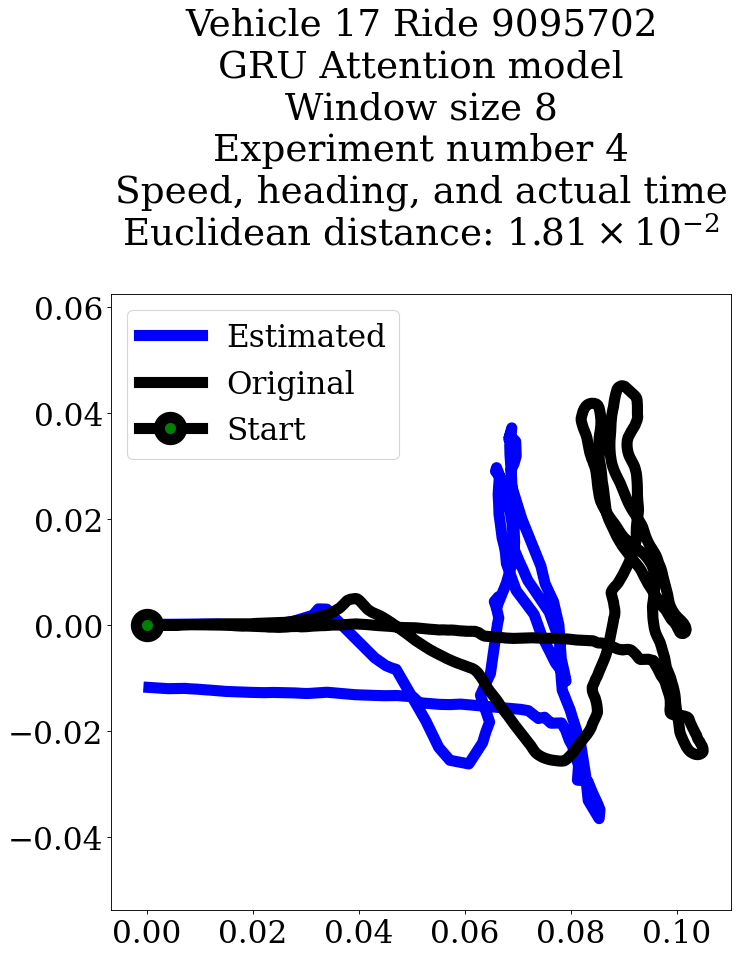 Vehicle 17 Ride 9095702
GRU Attention model
Window size 8
Experiment number 4
Speed, heading, and actual time
Euclidean distance: 1.81 × 10⁻²
Estimated
Original
Start
0.06
0.04
0.02
0.00
−0.02
−0.04
0.00 0.02 0.04 0.06 0.08 0.10